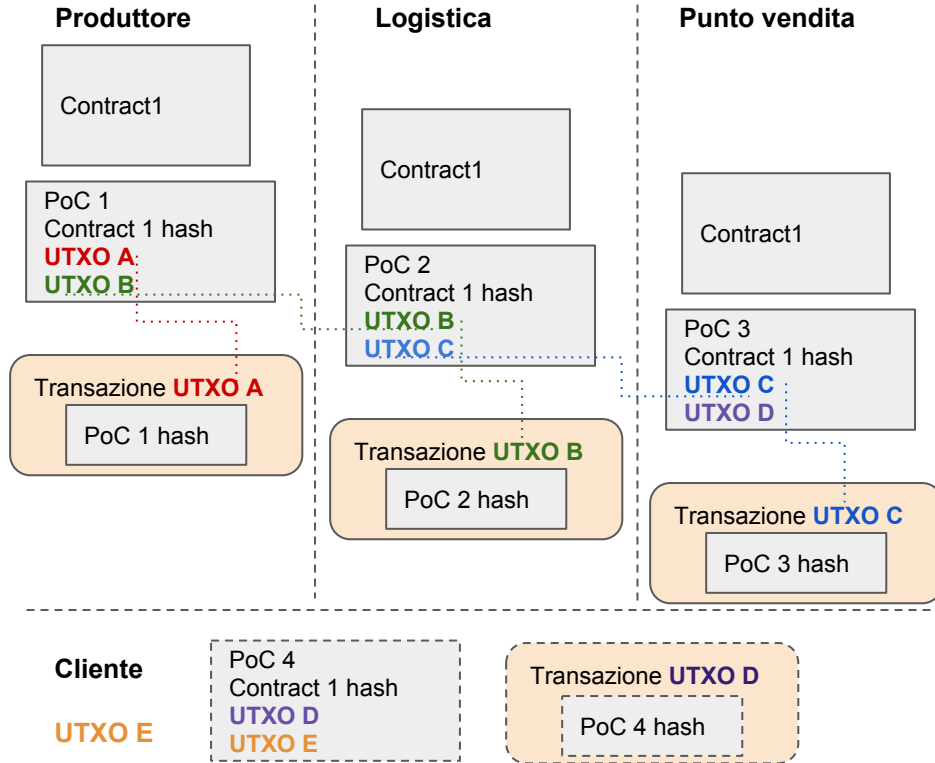 Produttore
Contract1
PoC 1
Contract 1 hash
UTXO A
UTXO B
Transazione UTXO A
PoC 1 hash
Logistica
Contract1
PoC 2
Contract 1 hash
UTXO B
UTXO C
Transazione UTXO B
PoC 2 hash
Punto vendita
Contract1
PoC 3
Contract 1 hash
UTXO C
UTXO D
Transazione UTXO C
PoC 3 hash
Cliente
UTXO E
PoC 4
Contract 1 hash
UTXO D
UTXO E
Transazione UTXO D
PoC 4 hash